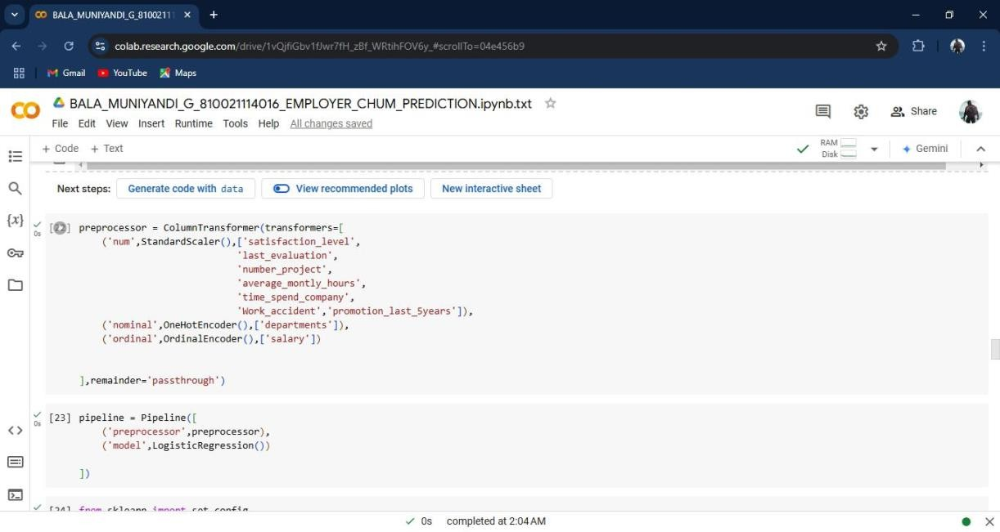 BALA_MUNIYANDI_G_8100211
colab.research.google.com/drive/1vQjfiGbv1fJwr7fH_zBf_WRtihFOV6y_#scrollTo=04e456b9
Gmail YouTube Maps
BALA_MUNIYANDI_G_810021114016_EMPLOYER_CHUM_PREDICTION.ipynb.txt
File Edit View Insert Runtime Tools Help All changes saved
Share
+ Code + Text
RAM
Disk
Gemini
Next steps: Generate code with data View recommended plots New interactive sheet
0s
[22] preprocessor = ColumnTransformer(transformers=[
('num',StandardScaler(),['satisfaction_level',
'last_evaluation',
'number_project',
'average_montly_hours',
'time_spend_company',
'Work_accident','promotion_last_5years']),
('nominal',OneHotEncoder(),['departments']),
('ordinal',OrdinalEncoder(),['salary'])
],remainder='passthrough')
0s
[23] pipeline = Pipeline([
('preprocessor',preprocessor),
('model',LogisticRegression())
])
[24] from sklearn import set_config
0s completed at 2:04 AM